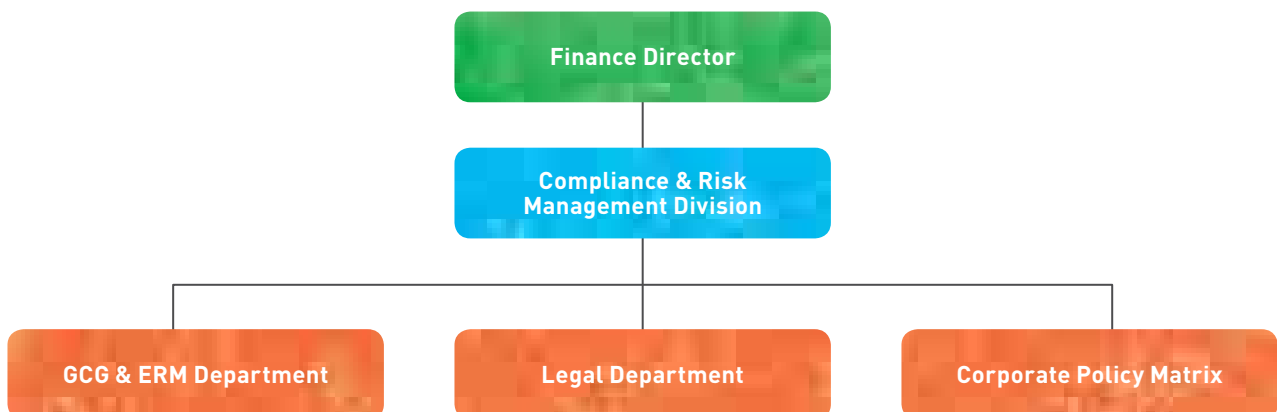 Finance Director
Compliance & Risk
Management Division
GCG & ERM Department
Legal Department
Corporate Policy Matrix